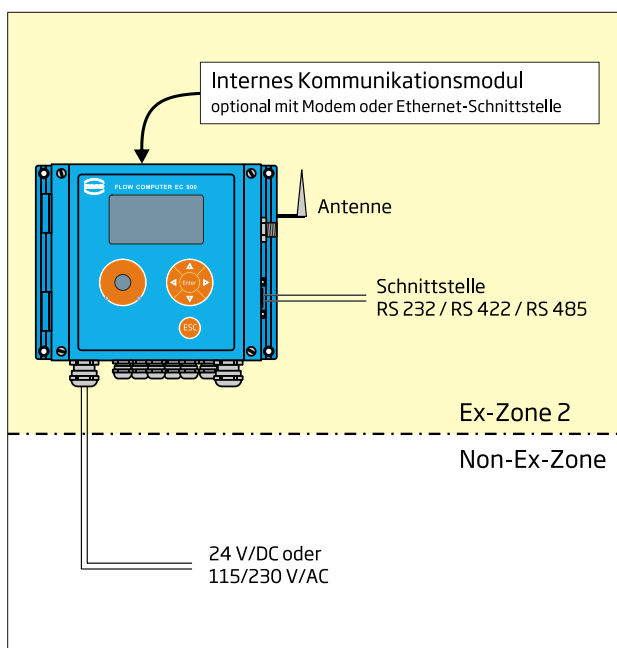 Internes Kommunikationsmodul
optional mit Modem oder Ethernet-Schnittstelle
FLOW COMPUTER EC 900
Antenne
Enter
Schnittstelle
RS 232 / RS 422 / RS 485
ESC
Ex-Zone 2
Non-Ex-Zone
24 V/DC oder
115/230 V/AC